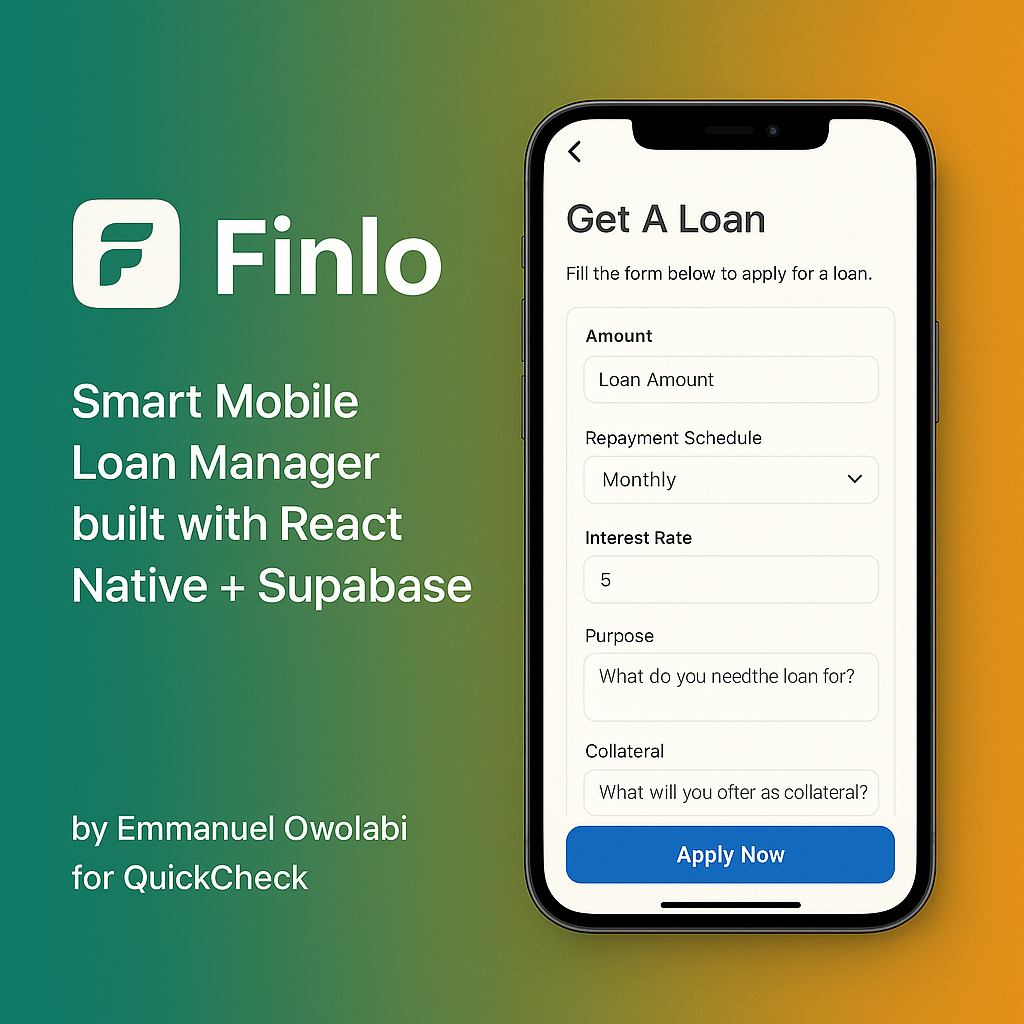 Finlo
Smart Mobile
Loan Manager
built with React
Native + Supabase
by Emmanuel Owolabi
for QuickCheck
Get A Loan
Fill the form below to apply for a loan.
Amount
Loan Amount
Repayment Schedule
Monthly
Interest Rate
5
Purpose
What do you needthe loan for?
Collateral
What will you ofter as collateral?
Apply Now